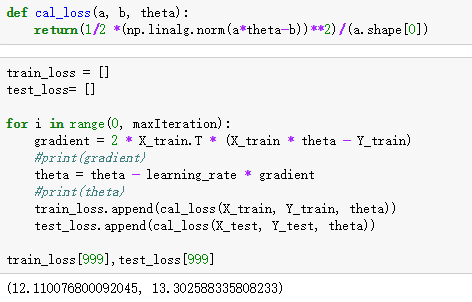 def cal_loss(a, b, theta):
    return(1/2 *(np.linalg.norm(a*theta-b))**2)/(a.shape[0])
train_loss = []
test_loss= []
for i in range(0, maxIteration):
    gradient = 2 * X_train.T * (X_train * theta - Y_train)
    #print(gradient)
    theta = theta - learning_rate * gradient
    #print(theta)
    train_loss.append(cal_loss(X_train, Y_train, theta))
    test_loss.append(cal_loss(X_test, Y_test, theta))
train_loss[999],test_loss[999]
(12.110076800092045, 13.302588335808233)